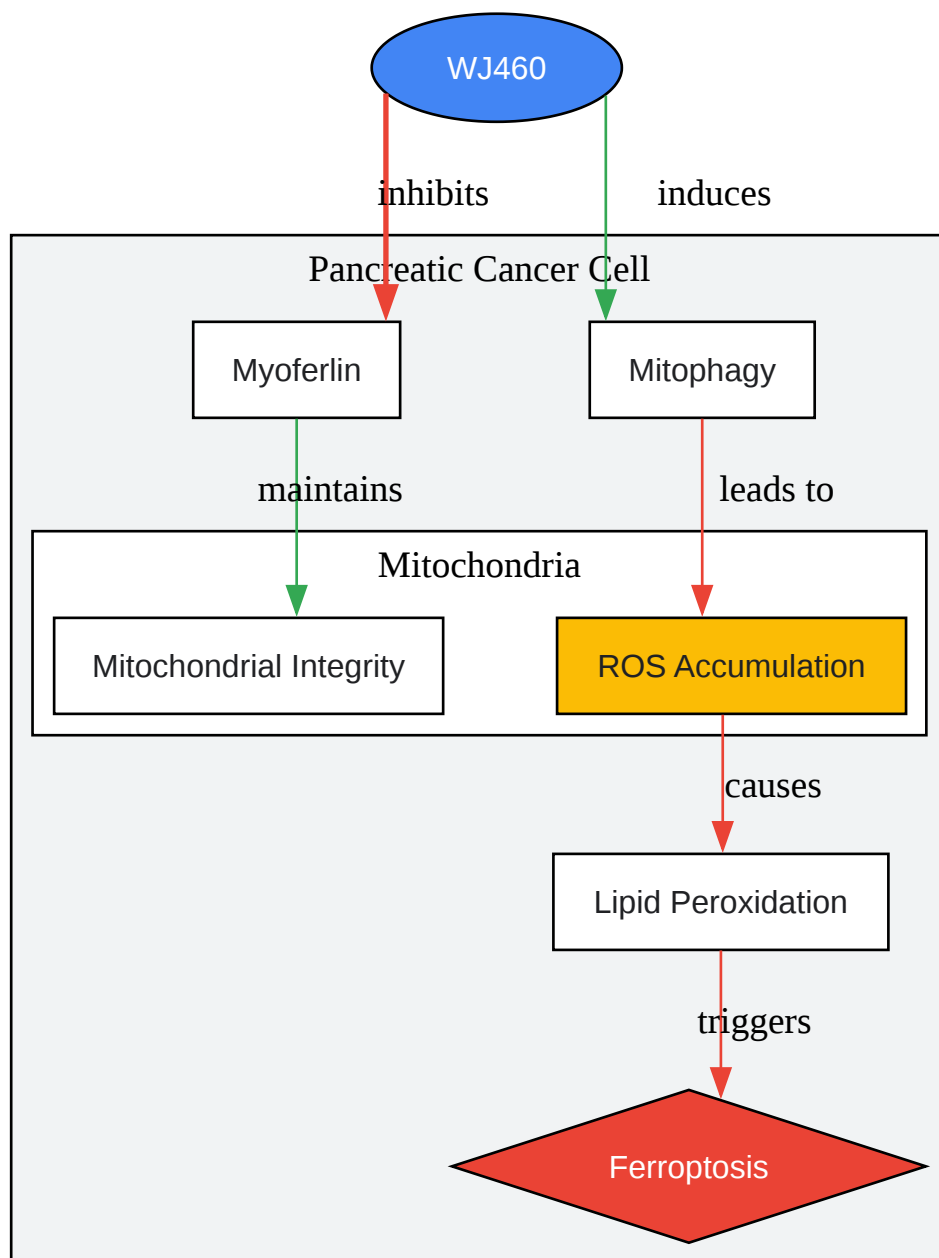 WJ460
inhibits
induces
Pancreatic Cancer Cell
Myoferlin
Mitophagy
maintains
leads to
Mitochondria
Mitochondrial Integrity
ROS Accumulation
causes
Lipid Peroxidation
triggers
Ferroptosis